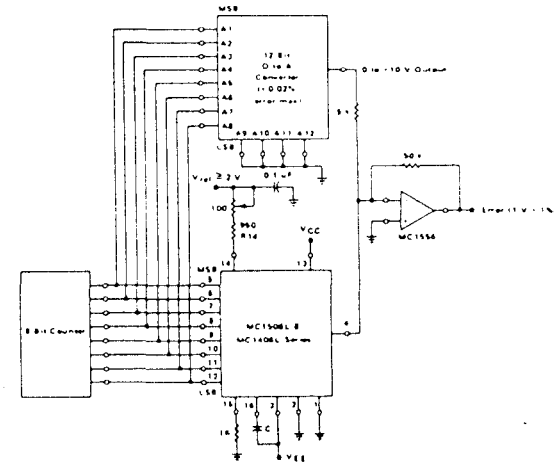 MSB
A1
A2
A3
A4
A5
A6
A7
A8
LSB
12 Bit
D to A
Converter
(± 0.02%
error max)
A9 A10 A11 A12
0 to +10 V Output
5 k
50 k
MC1556
Error (1 V = 1%
Vref ≥ 2 V
0.1 µF
100
950
R14
VCC
14
13
MSB
5
6
7
8
9
10
11
12
LSB
8 Bit Counter
MC1508L-8
MC1408L Series
4
15
16
3
2
1
1k
C
VEE